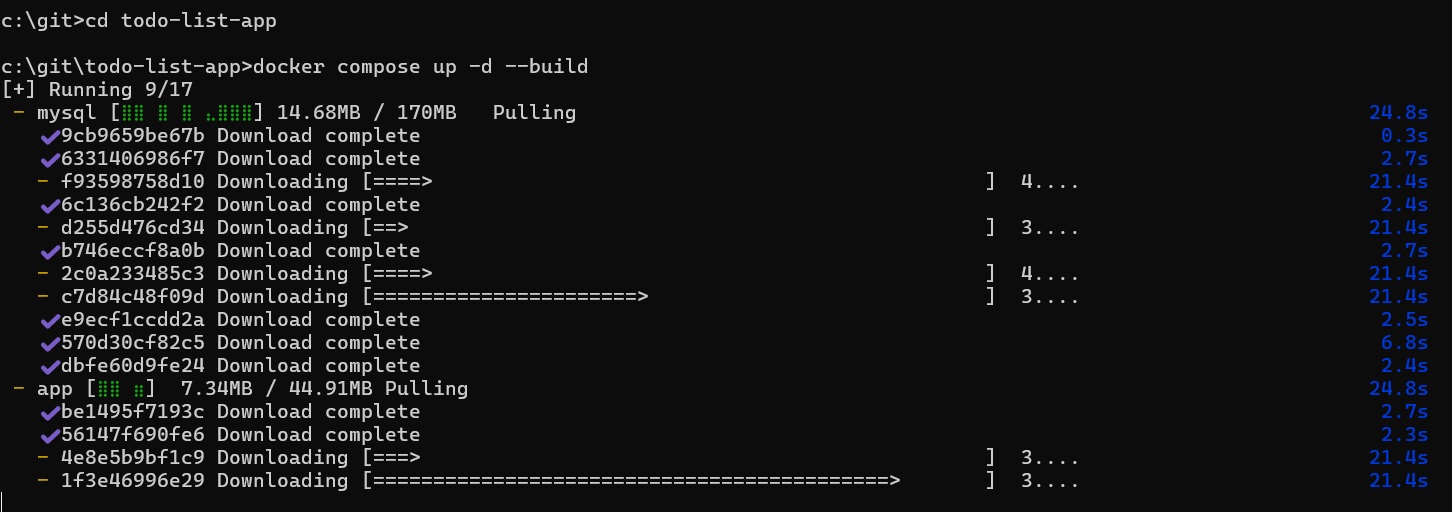 c:\git>cd todo-list-app
c:\git\todo-list-app>docker compose up -d --build
[+] Running 9/17
- mysql [⣿⣿ ⣿ ⣿ ⣀⣿⣿⣿] 14.68MB / 170MB   Pulling 24.8s
✔9cb9659be67b Download complete 0.3s
✔6331406986f7 Download complete 2.7s
- f93598758d10 Downloading [====>                                              ]  4.... 21.4s
✔6c136cb242f2 Download complete 2.4s
- d255d476cd34 Downloading [==>                                                ]  3.... 21.4s
✔b746eccf8a0b Download complete 2.7s
- 2c0a233485c3 Downloading [====>                                              ]  4.... 21.4s
- c7d84c48f09d Downloading [======================>                            ]  3.... 21.4s
✔e9ecf1ccdd2a Download complete 2.5s
✔570d30cf82c5 Download complete 6.8s
✔dbfe60d9fe24 Download complete 2.4s
- app [⣿⣿ ⣶]  7.34MB / 44.91MB Pulling 24.8s
✔be1495f7193c Download complete 2.7s
✔56147f690fe6 Download complete 2.3s
- 4e8e5b9bf1c9 Downloading [===>                                               ]  3.... 21.4s
- 1f3e46996e29 Downloading [===========================================>       ]  3.... 21.4s